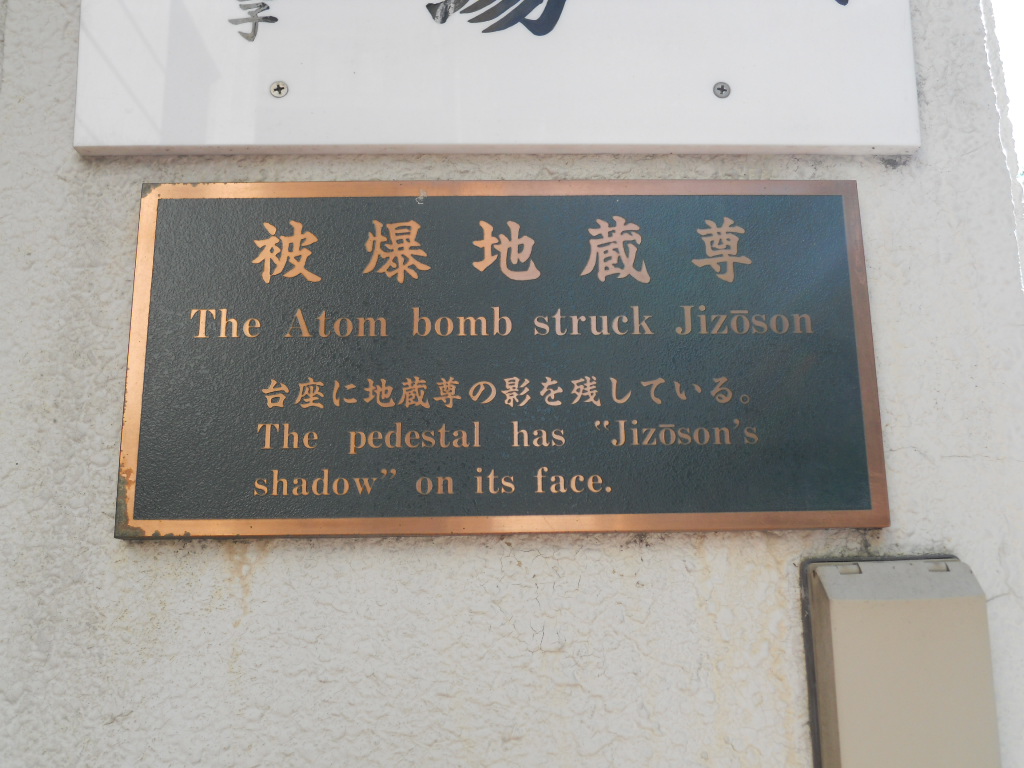 子
被爆地蔵尊
The Atom bomb struck Jizōson
台座に地蔵尊の影を残している。
The pedestal has “Jizōson’s
shadow” on its face.